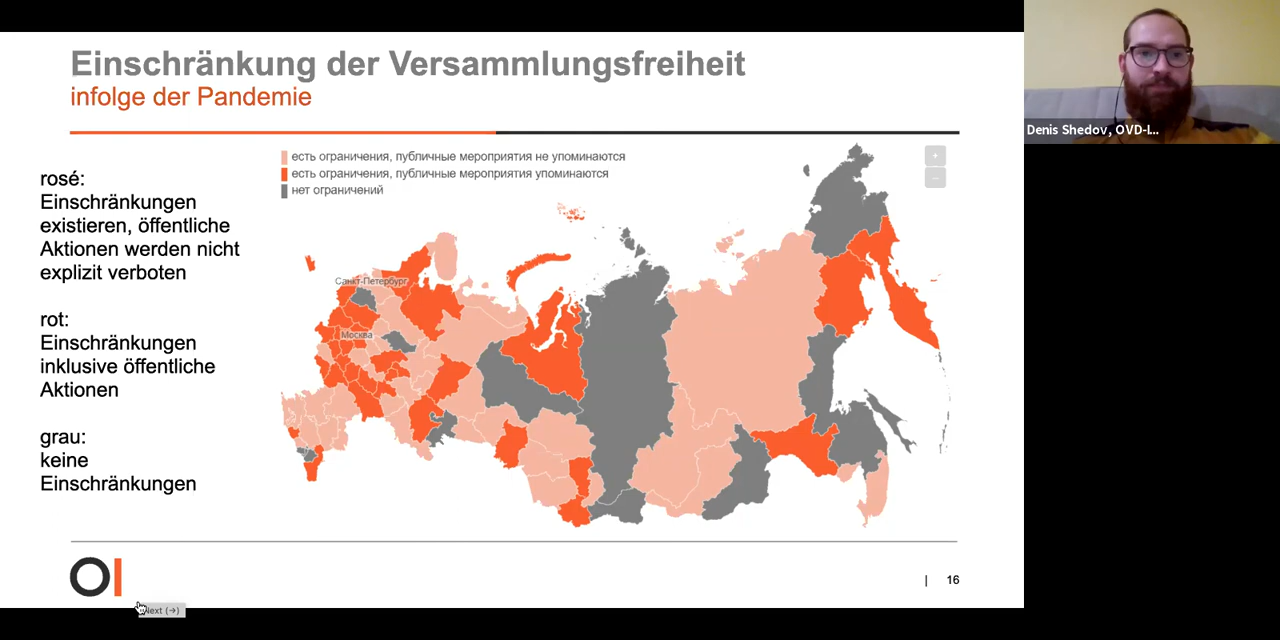 Einschränkung der Versammlungsfreiheit
infolge der Pandemie
rosé:
Einschränkungen
existieren, öffentliche
Aktionen werden nicht
explizit verboten
rot:
Einschränkungen
inklusive öffentliche
Aktionen
grau:
keine
Einschränkungen
есть ограничения, публичные мероприятия не упоминаются
есть ограничения, публичные мероприятия упоминаются
нет ограничений
+
−
Санкт-Петербург
Москва
OI
| 16
Next (→)
Denis Shedov, OVD-I...